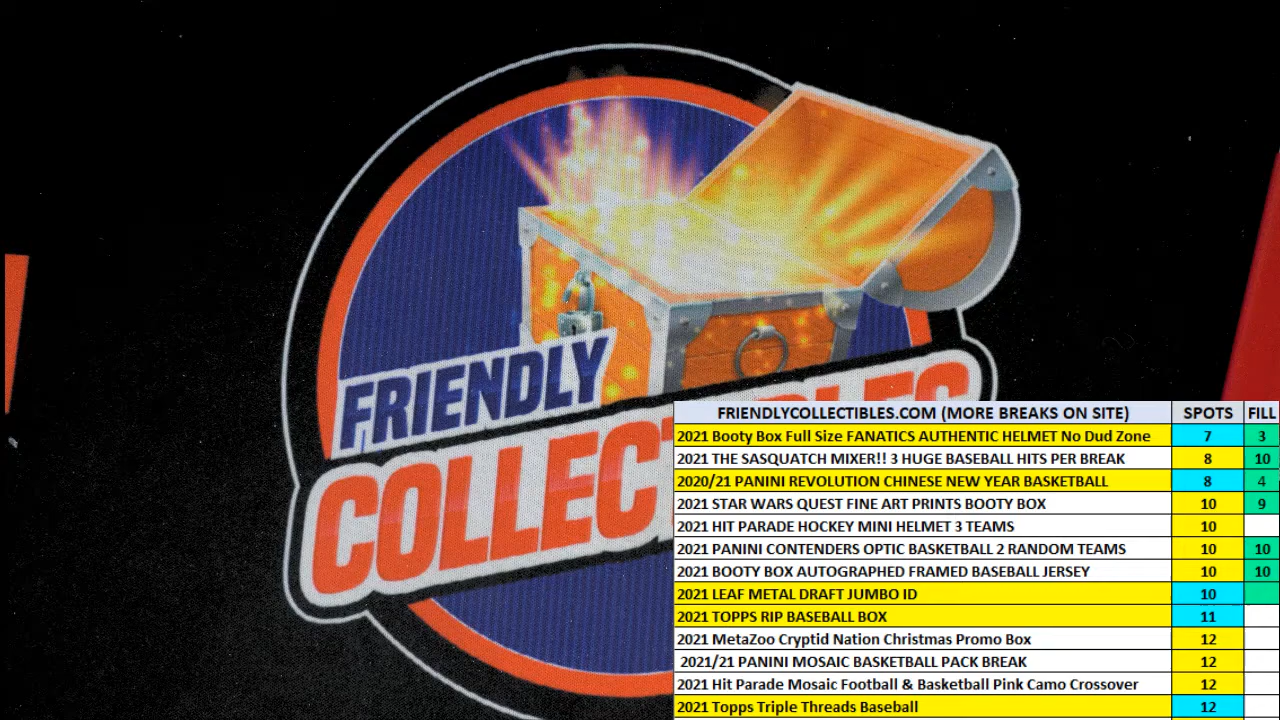 FRIENDLY
COLLEC
FRIENDLYCOLLECTIBLES.COM (MORE BREAKS ON SITE) SPOTS FILL
2021 Booty Box Full Size FANATICS AUTHENTIC HELMET No Dud Zone 7 3
2021 THE SASQUATCH MIXER!! 3 HUGE BASEBALL HITS PER BREAK 8 10
2020/21 PANINI REVOLUTION CHINESE NEW YEAR BASKETBALL 8 4
2021 STAR WARS QUEST FINE ART PRINTS BOOTY BOX 10 9
2021 HIT PARADE HOCKEY MINI HELMET 3 TEAMS 10
2021 PANINI CONTENDERS OPTIC BASKETBALL 2 RANDOM TEAMS 10 10
2021 BOOTY BOX AUTOGRAPHED FRAMED BASEBALL JERSEY 10 10
2021 LEAF METAL DRAFT JUMBO ID 10
2021 TOPPS RIP BASEBALL BOX 11
2021 MetaZoo Cryptid Nation Christmas Promo Box 12
2021/21 PANINI MOSAIC BASKETBALL PACK BREAK 12
2021 Hit Parade Mosaic Football & Basketball Pink Camo Crossover 12
2021 Topps Triple Threads Baseball 12